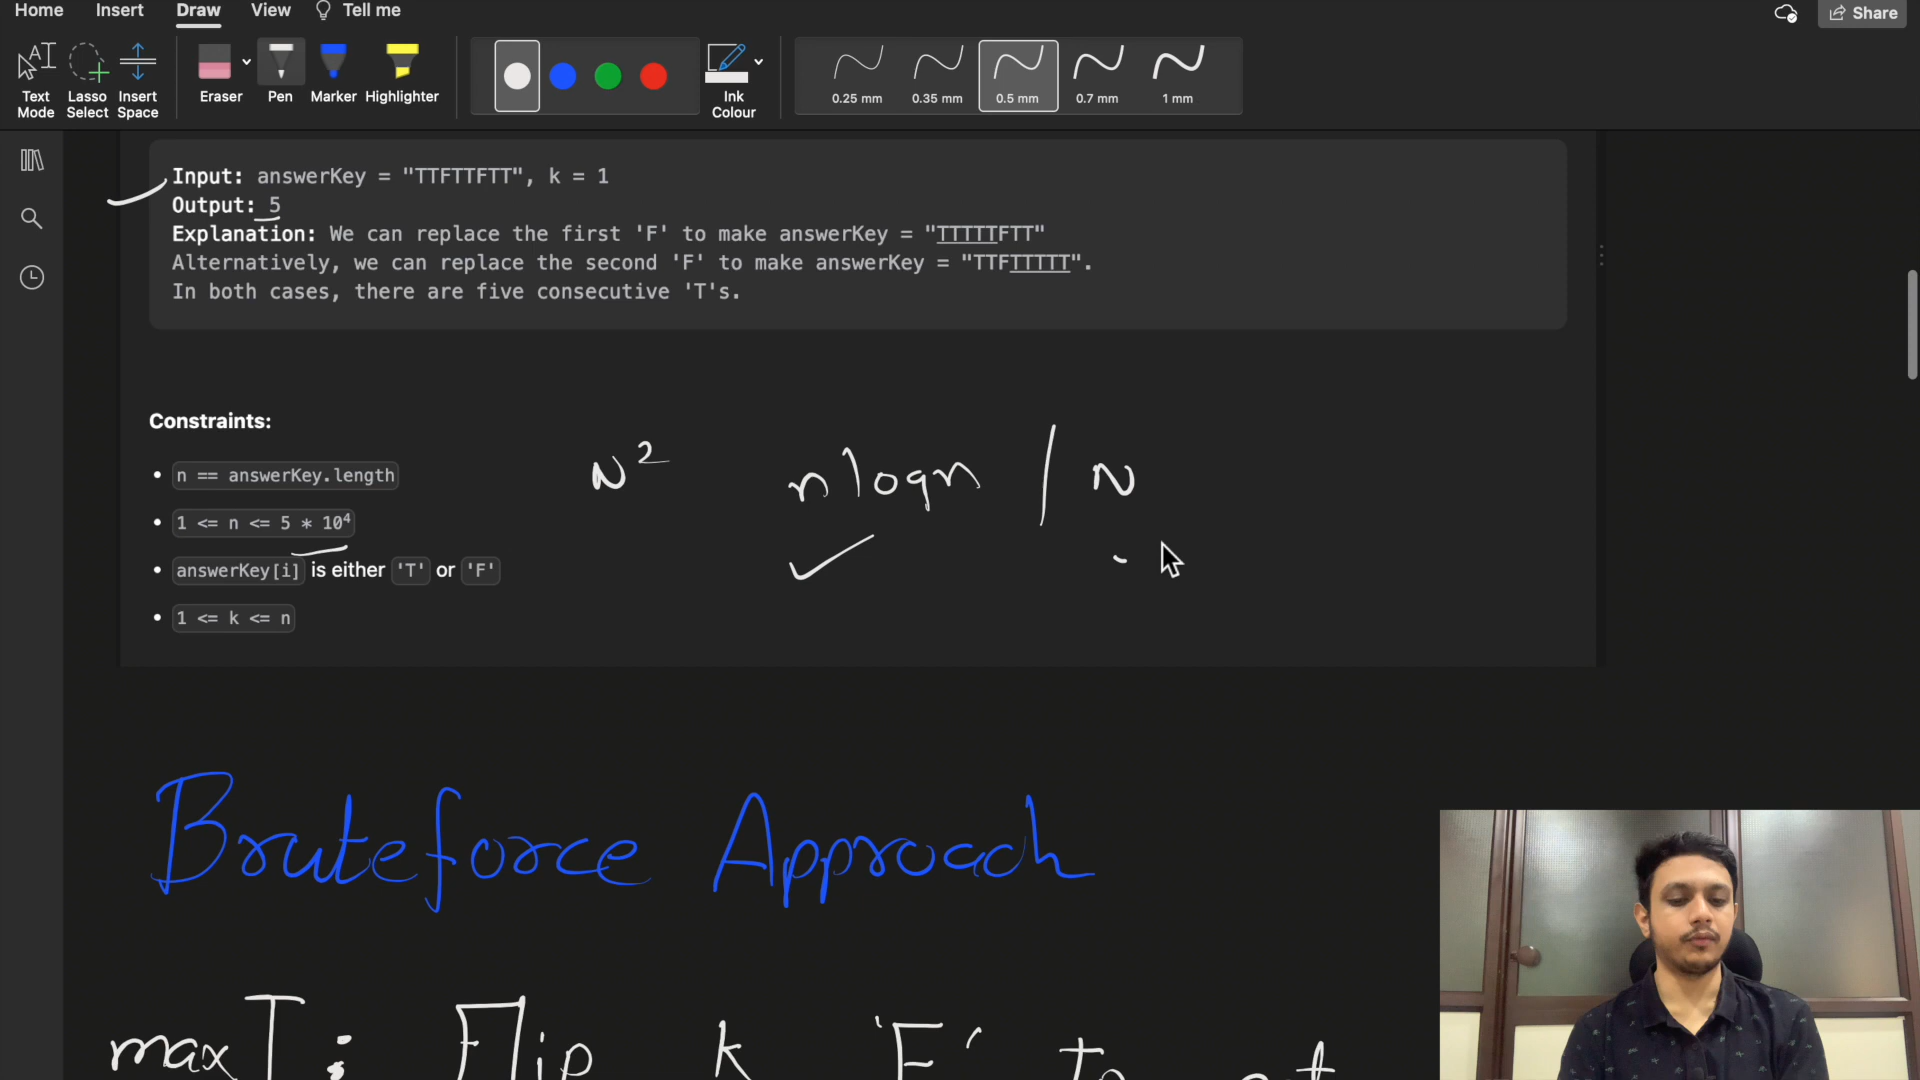 Home Insert Draw View Tell me Share
Text Mode Lasso Select Insert Space Eraser Pen Marker Highlighter Ink Colour 0.25 mm 0.35 mm 0.5 mm 0.7 mm 1 mm
Input: answerKey = "TTFTTFTT", k = 1
Output: 5
Explanation: We can replace the first 'F' to make answerKey = "TTTTTFTT"
Alternatively, we can replace the second 'F' to make answerKey = "TTFTTTTT".
In both cases, there are five consecutive 'T's.
Constraints:
n == answerKey.length
1 <= n <= 5 * 10⁴
answerKey[i] is either 'T' or 'F'
1 <= k <= n
N² nlogn / N
Bruteforce Approach
maxT : Flip k 'F' to get